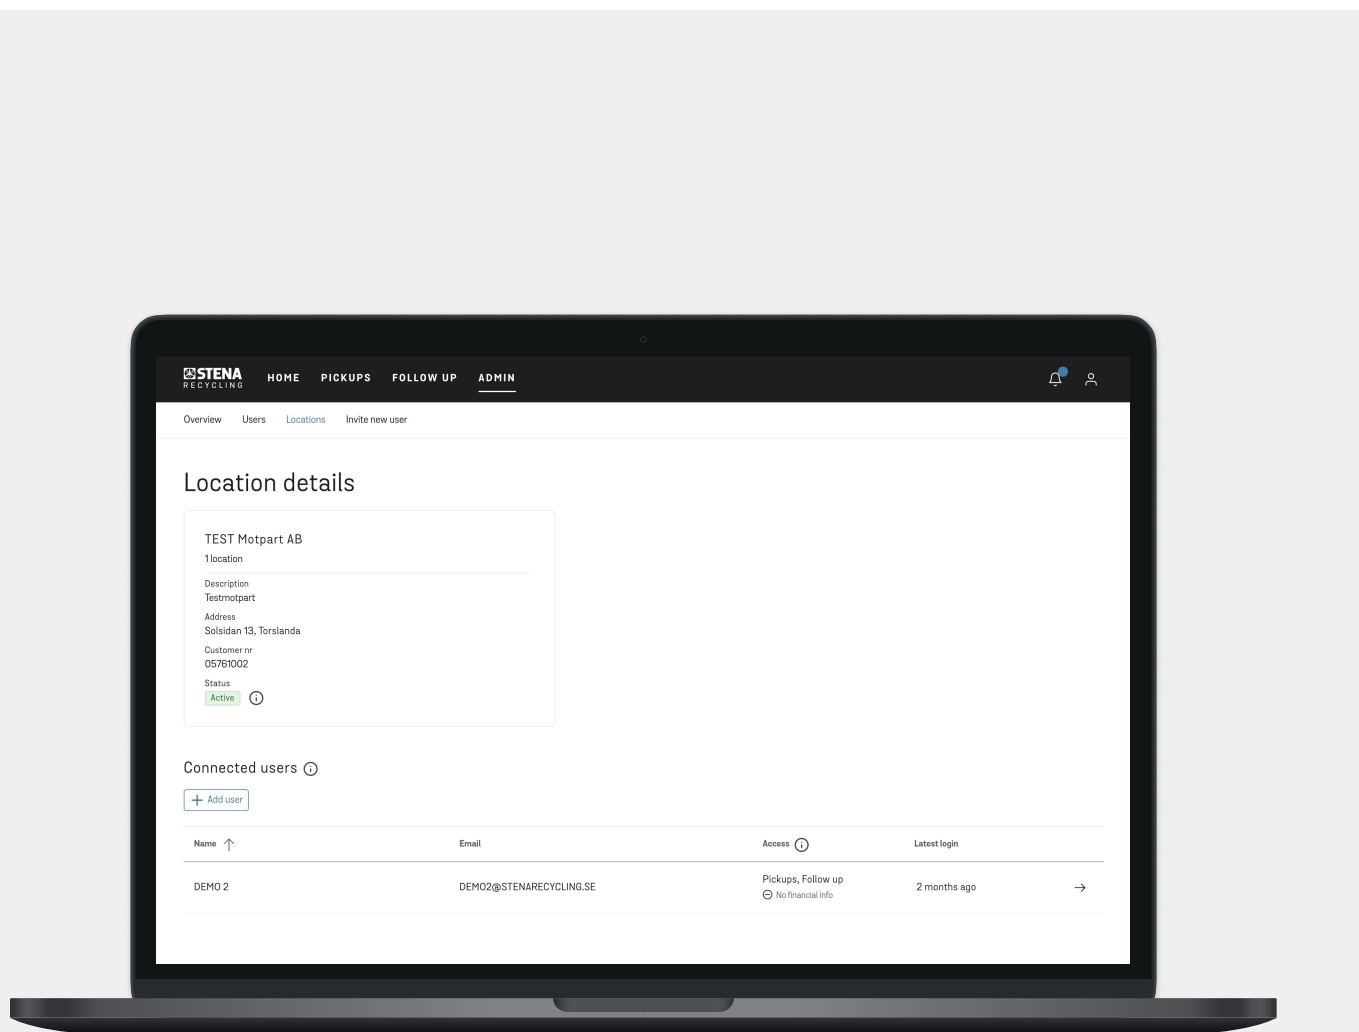 STENA
RECYCLING
HOME PICKUPS FOLLOW UP ADMIN
Overview Users Locations Invite new user
Location details
TEST Motpart AB
1 location
Description
Testmotpart
Address
Solsidan 13, Torslanda
Customer nr
05761002
Status
Active
Connected users
Add user
Name Email Access Latest login
DEMO 2 DEMO2@STENARECYCLING.SE Pickups, Follow up 2 months ago
No financial info